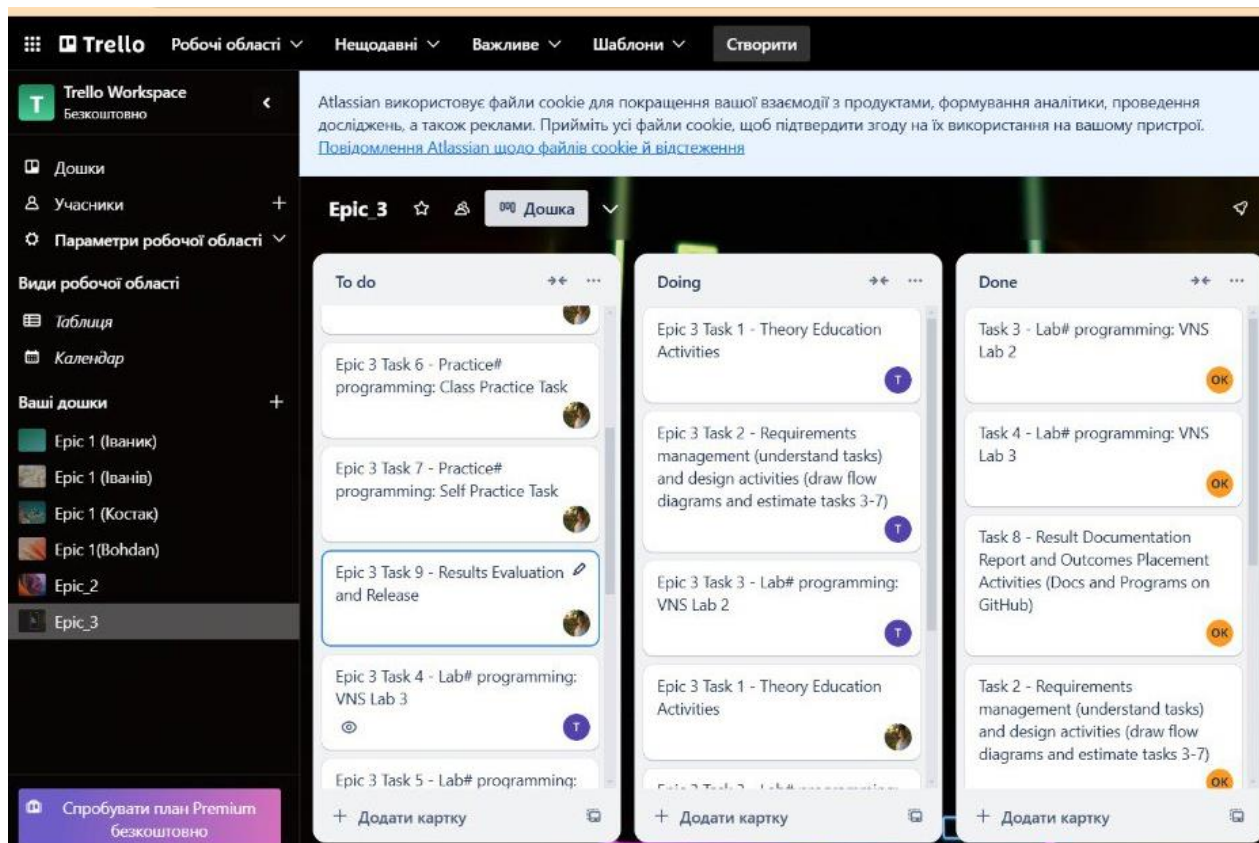 Trello
Робочі області
Нещодавні
Важливе
Шаблони
Створити
T
Trello Workspace
Безкоштовно
Дошки
Учасники
Параметри робочої області
Види робочої області
Таблиця
Календар
Ваші дошки
Epic 1 (Іваник)
Epic 1 (Іванів)
Epic 1 (Костак)
Epic 1(Bohdan)
Epic_2
Epic_3
Спробувати план Premium
безкоштовно
Atlassian використовує файли cookie для покращення вашої взаємодії з продуктами, формування аналітики, проведення
досліджень, а також реклами. Прийміть усі файли cookie, щоб підтвердити згоду на їх використання на вашому пристрої.
Повідомлення Atlassian щодо файлів cookie й відстеження
Epic_3
Дошка
To do
Epic 3 Task 6 - Practice#
programming: Class Practice Task
Epic 3 Task 7 - Practice#
programming: Self Practice Task
Epic 3 Task 9 - Results Evaluation
and Release
Epic 3 Task 4 - Lab# programming:
VNS Lab 3
T
Epic 3 Task 5 - Lab# programming:
+ Додати картку
Doing
Epic 3 Task 1 - Theory Education
Activities
T
Epic 3 Task 2 - Requirements
management (understand tasks)
and design activities (draw flow
diagrams and estimate tasks 3-7)
T
Epic 3 Task 3 - Lab# programming:
VNS Lab 2
T
Epic 3 Task 1 - Theory Education
Activities
+ Додати картку
Done
Task 3 - Lab# programming: VNS
Lab 2
OK
Task 4 - Lab# programming: VNS
Lab 3
OK
Task 8 - Result Documentation
Report and Outcomes Placement
Activities (Docs and Programs on
GitHub)
OK
Task 2 - Requirements
management (understand tasks)
and design activities (draw flow
diagrams and estimate tasks 3-7)
OK
+ Додати картку